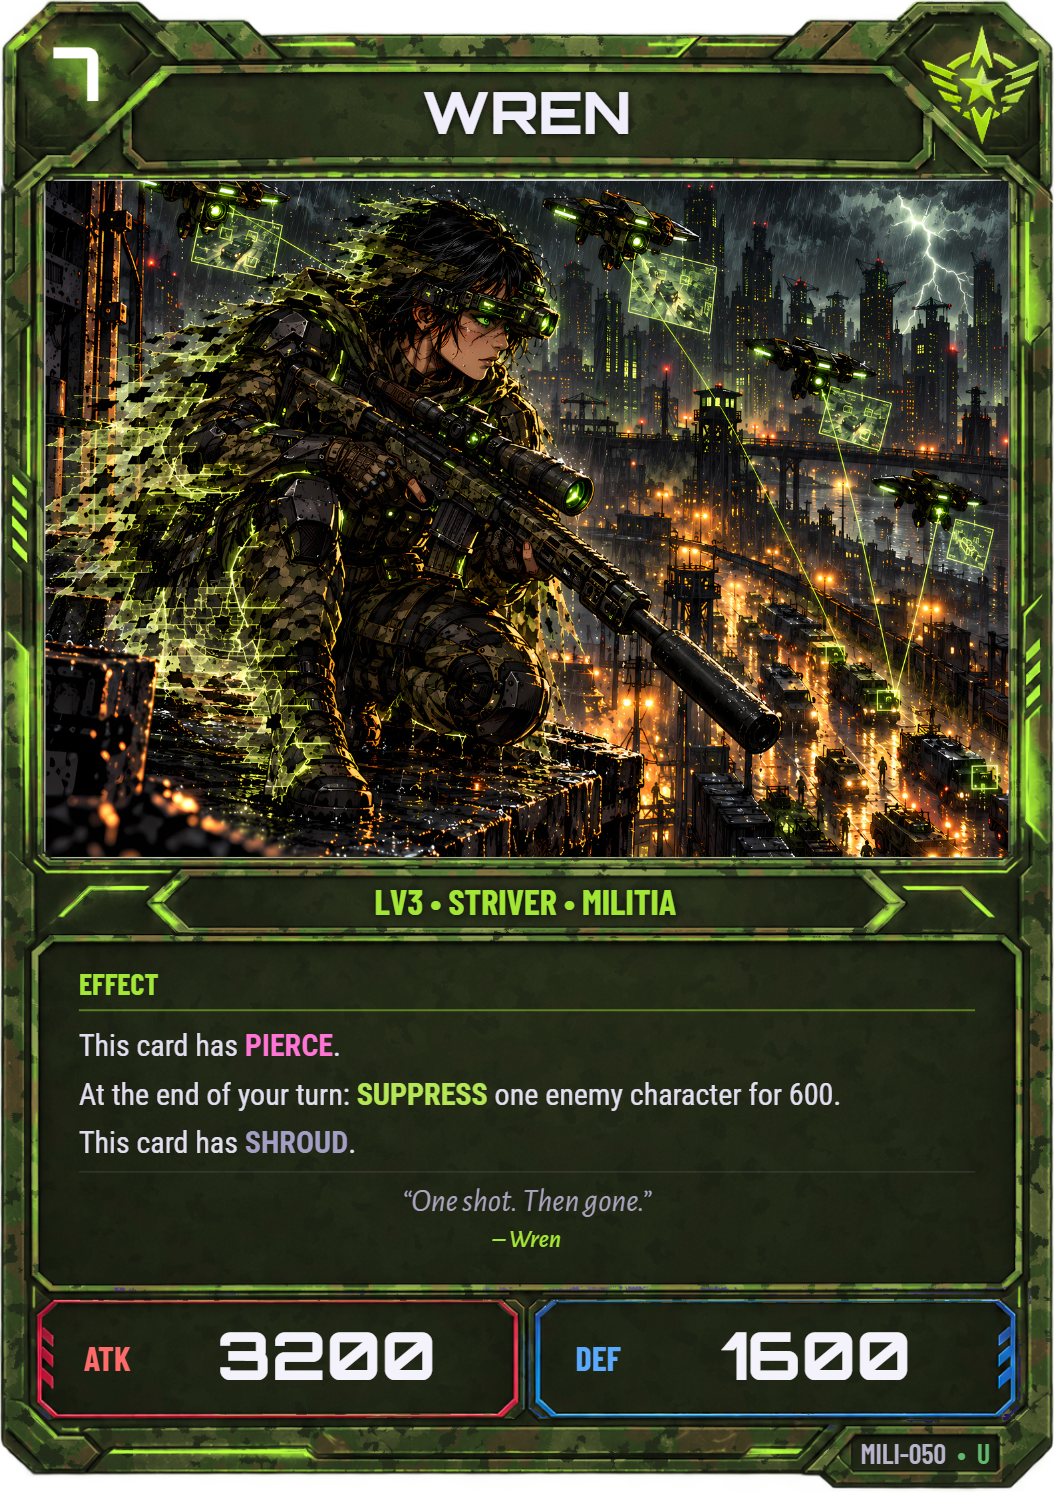 7
WREN
LV3 • STRIVER • MILITIA
EFFECT
This card has PIERCE.
At the end of your turn: SUPPRESS one enemy character for 600.
This card has SHROUD.
“One shot. Then gone.”
– Wren
ATK 3200 DEF 1600
MILI-050 • U